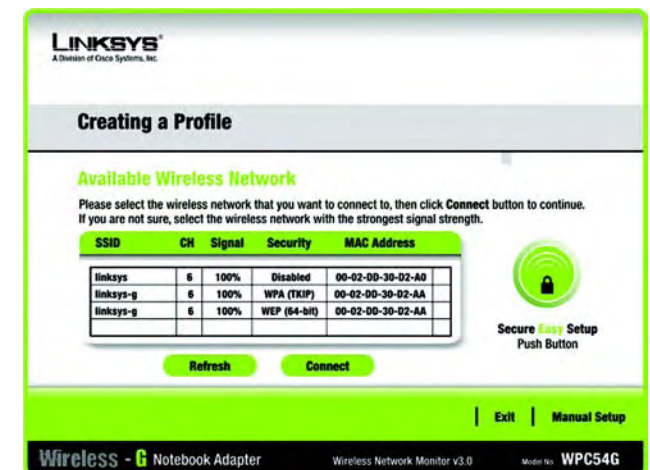 LINKSYS®
A Division of Cisco Systems, Inc.
Creating a Profile
Available Wireless Network
Please select the wireless network that you want to connect to, then click Connect button to continue.
If you are not sure, select the wireless network with the strongest signal strength.
SSID CH Signal Security MAC Address
linksys 6 100% Disabled 00-02-DD-30-D2-A0
linksys-g 6 100% WPA (TKIP) 00-02-DD-30-D2-AA
linksys-g 6 100% WEP (64-bit) 00-02-DD-30-D2-AA
Secure Easy Setup
Push Button
Refresh Connect
Exit Manual Setup
Wireless - G Notebook Adapter Wireless Network Monitor v3.0 Model No. WPC54G